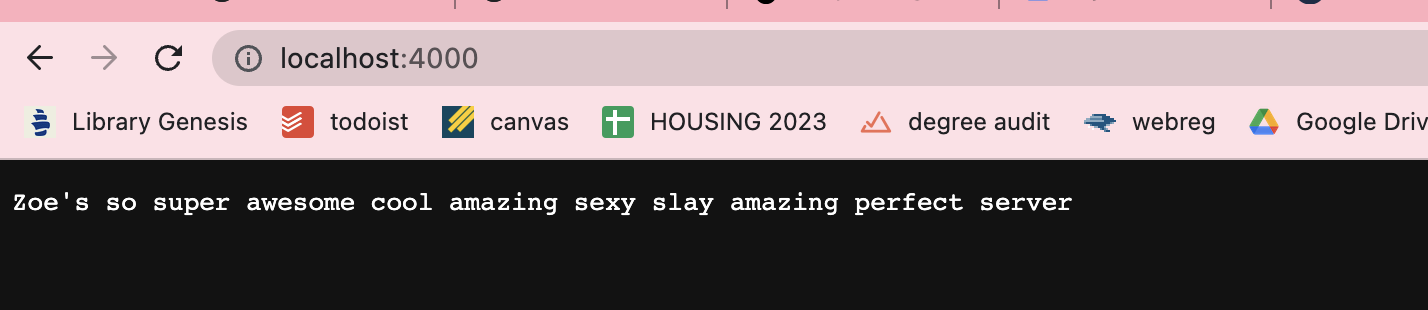 localhost:4000
Library Genesis todoist canvas HOUSING 2023 degree audit webreg Google Driv
Zoe's so super awesome cool amazing sexy slay amazing perfect server